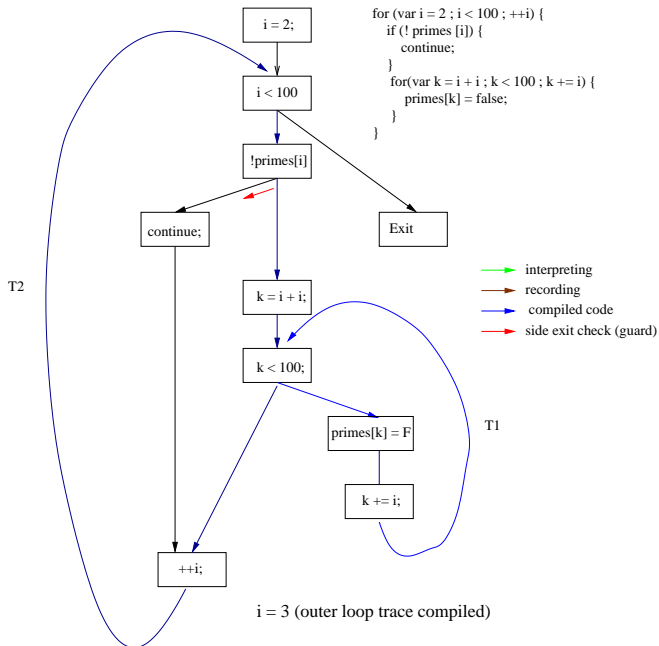 i = 2;
for (var i = 2 ; i < 100 ; ++i) {
if (! primes [i]) {
continue;
}
for(var k = i + i ; k < 100 ; k += i) {
primes[k] = false;
}
}
i < 100
!primes[i]
continue;
Exit
interpreting
recording
compiled code
side exit check (guard)
T2
k = i + i;
k < 100;
primes[k] = F
T1
k += i;
++i;
i = 3 (outer loop trace compiled)